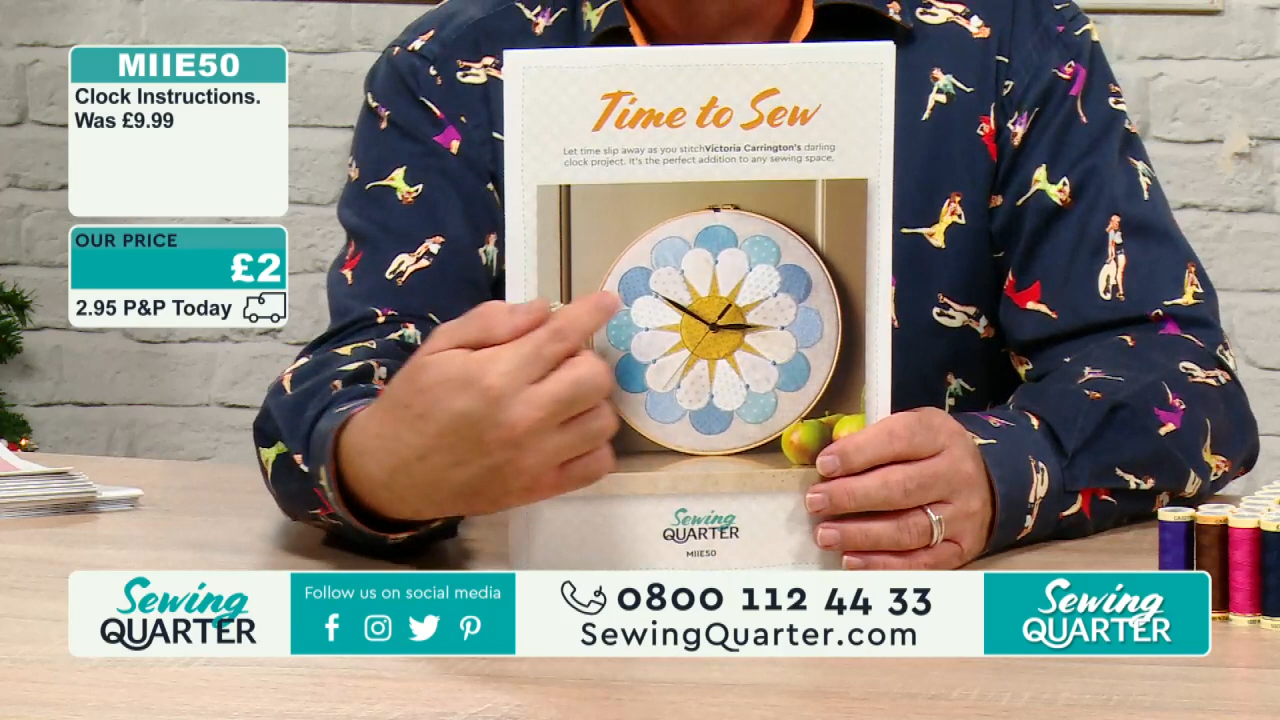 MIIE50
Clock Instructions.
Was £9.99
OUR PRICE
£2
2.95 P&P Today
Time to Sew
Let time slip away as you stitchVictoria Carrington's darling
clock project. It's the perfect addition to any sewing space.
Sewing
QUARTER
MIIE50
Sewing
QUARTER
Follow us on social media
0800 112 44 33
SewingQuarter.com
Sewing
QUARTER